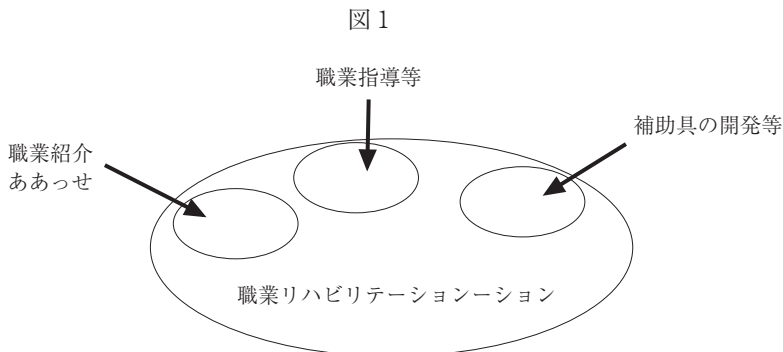 図 1
職業指導等
補助具の開発等
職業紹介
ああっせ
職業リハビリテーションーション